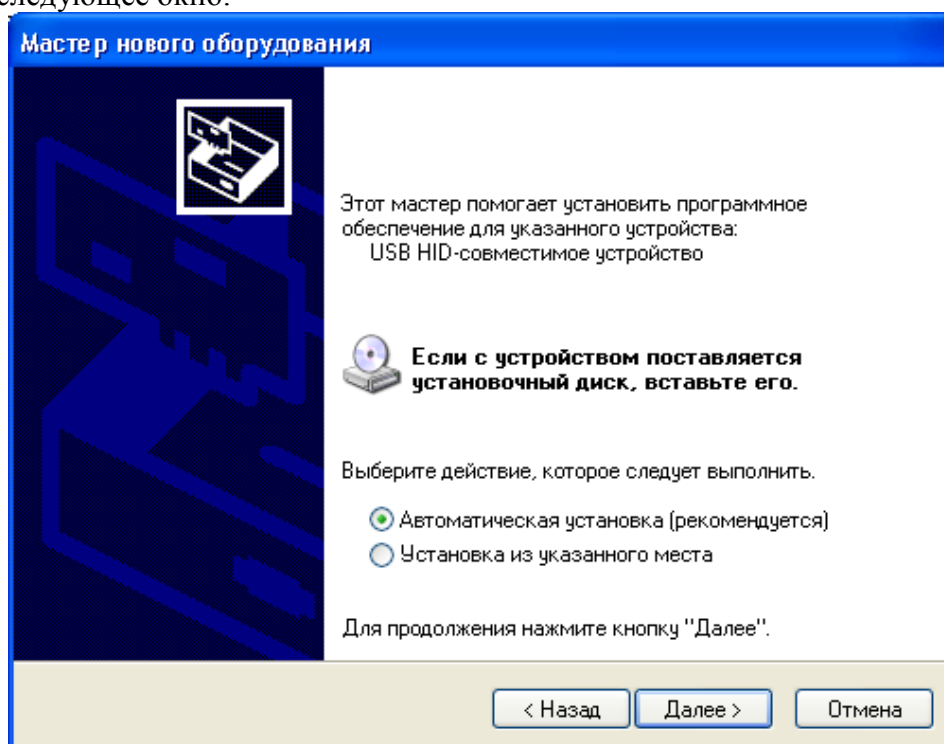 следующее окно:
Мастер нового оборудования
Этот мастер помогает установить программное
обеспечение для указанного устройства:
USB HID-совместимое устройство
Если с устройством поставляется
установочный диск, вставьте его.
Выберите действие, которое следует выполнить.
Автоматическая установка (рекомендуется)
Установка из указанного места
Для продолжения нажмите кнопку "Далее".
< Назад Далее > Отмена